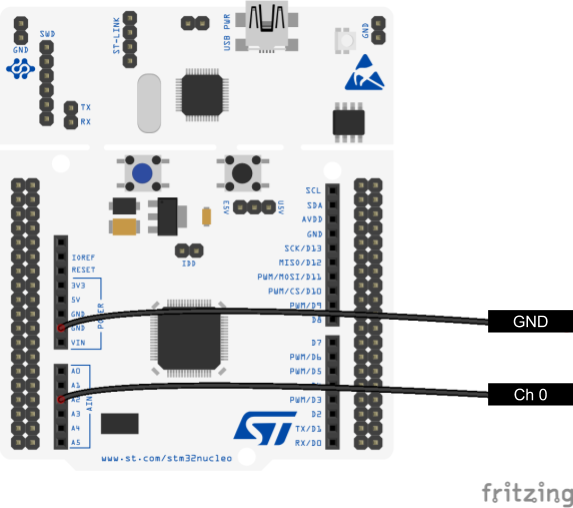 GND
SWD
ST-LINK
USB PWR
GND
TX
RX
E5V
U5V
IDD
IOREF
RESET
3V3
5V
GND
GND
VIN
POWER
A0
A1
A2
A3
A4
A5
AIN
SCL
SDA
AVDD
GND
SCK/D13
MISO/D12
PWM/MOSI/D11
PWM/CS/D10
PWM/D9
D8
D7
PWM/D6
PWM/D5
PWM/D3
D2
TX/D1
RX/D0
GND
Ch 0
ST
www.st.com/stm32nucleo
fritzing